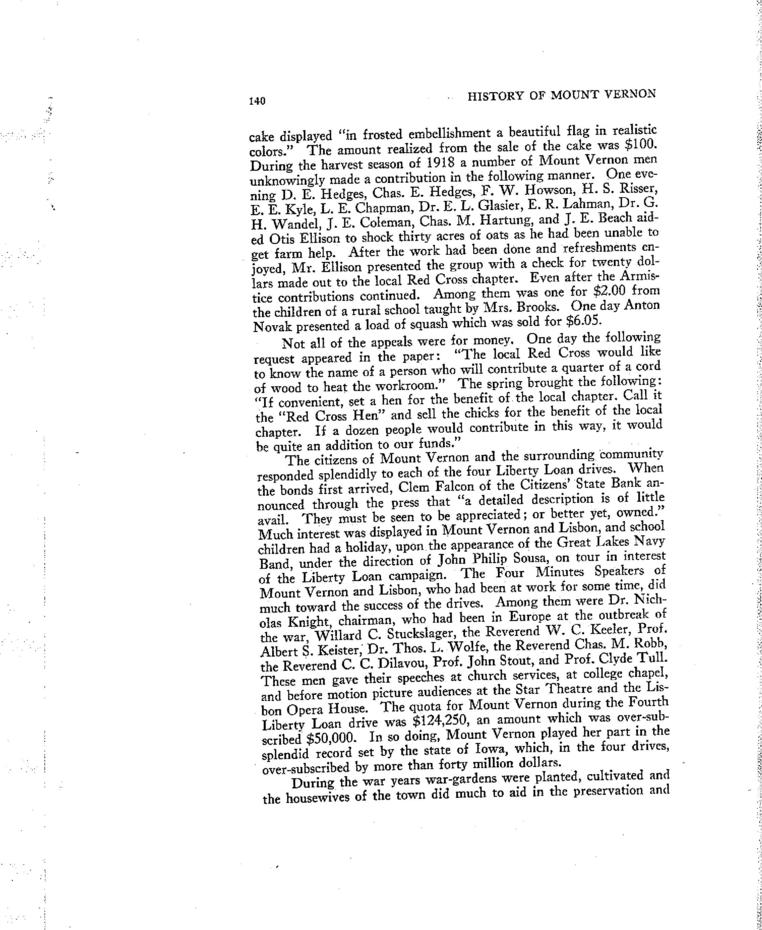 140 HISTORY OF MOUNT VERNON
cake displayed "in frosted embellishment a beautiful flag in realistic
colors." The amount realized from the sale of the cake was $100.
During the harvest season of 1918 a number of Mount Vernon men
unknowingly made a contribution in the following manner. One eve-
ning D. E. Hedges, Chas. E. Hedges, F. W. Howson, H. S. Risser,
E. E. Kyle, L. E. Chapman, Dr. E. L. Glasier, E. R. Lahman, Dr. G.
H. Wandel, J. E. Coleman, Chas. M. Hartung, and J. E. Beach aid-
ed Otis Ellison to shock thirty acres of oats as he had been unable to
get farm help. After the work had been done and refreshments en-
joyed, Mr. Ellison presented the group with a check for twenty dol-
lars made out to the local Red Cross chapter. Even after the Armis-
tice contributions continued. Among them was one for $2.00 from
the children of a rural school taught by Mrs. Brooks. One day Anton
Novak presented a load of squash which was sold for $6.05.
Not all of the appeals were for money. One day the following
request appeared in the paper: "The local Red Cross would like
to know the name of a person who will contribute a quarter of a cord
of wood to heat the workroom." The spring brought the following:
"If convenient, set a hen for the benefit of the local chapter. Call it
the "Red Cross Hen" and sell the chicks for the benefit of the local
chapter. If a dozen people would contribute in this way, it would
be quite an addition to our funds."
The citizens of Mount Vernon and the surrounding community
responded splendidly to each of the four Liberty Loan drives. When
the bonds first arrived, Clem Falcon of the Citizens' State Bank an-
nounced through the press that "a detailed description is of little
avail. They must be seen to be appreciated; or better yet, owned."
Much interest was displayed in Mount Vernon and Lisbon, and school
children had a holiday, upon the appearance of the Great Lakes Navy
Band, under the direction of John Philip Sousa, on tour in interest
of the Liberty Loan campaign. The Four Minutes Speakers of
Mount Vernon and Lisbon, who had been at work for some time, did
much toward the success of the drives. Among them were Dr. Nich-
olas Knight, chairman, who had been in Europe at the outbreak of
the war, Willard C. Stuckslager, the Reverend W. C. Keeler, Prof.
Albert S. Keister, Dr. Thos. L. Wolfe, the Reverend Chas. M. Robb,
the Reverend C. C. Dilavou, Prof. John Stout, and Prof. Clyde Tull.
These men gave their speeches at church services, at college chapel,
and before motion picture audiences at the Star Theatre and the Lis-
bon Opera House. The quota for Mount Vernon during the Fourth
Liberty Loan drive was $124,250, an amount which was over-sub-
scribed $50,000. In so doing, Mount Vernon played her part in the
splendid record set by the state of Iowa, which, in the four drives,
over-subscribed by more than forty million dollars.
During the war years war-gardens were planted, cultivated and
the housewives of the town did much to aid in the preservation and